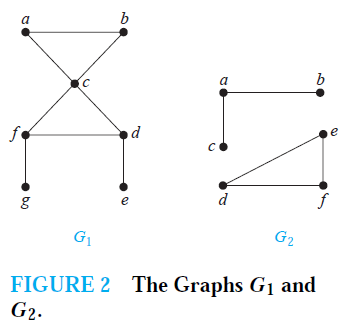 a b
c
f d
g e
G1
a b
c e
d f
G2
FIGURE 2 The Graphs G1 and
G2.